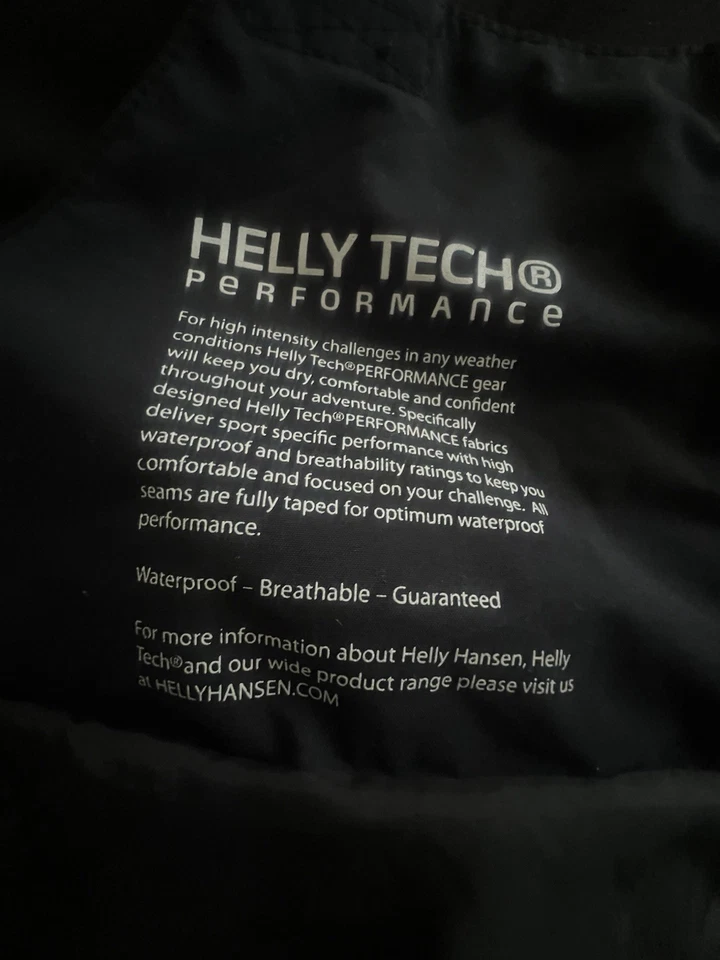 HELLY TECH®
PeRFORMAnce
For high intensity challenges in any weather
conditions Helly Tech®PERFORMANCE gear
will keep you dry, comfortable and confident
throughout your adventure. Specifically
designed Helly Tech®PERFORMANCE fabrics
deliver sport specific performance with high
waterproof and breathability ratings to keep you
comfortable and focused on your challenge. All
seams are fully taped for optimum waterproof
performance.
Waterproof – Breathable – Guaranteed
For more information about Helly Hansen, Helly
Tech®and our wide product range please visit us
at HELLYHANSEN.COM